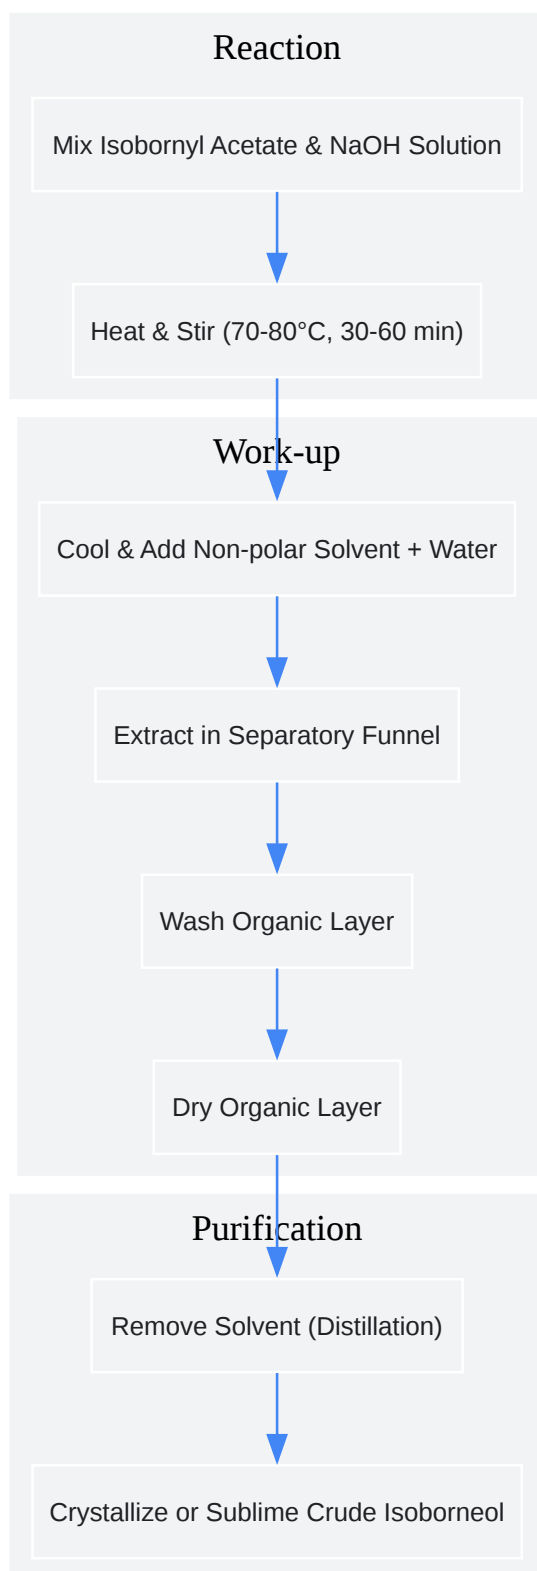 Reaction
Mix Isobornyl Acetate & NaOH Solution
Heat & Stir (70-80°C, 30-60 min)
Work-up
Cool & Add Non-polar Solvent + Water
Extract in Separatory Funnel
Wash Organic Layer
Dry Organic Layer
Purification
Remove Solvent (Distillation)
Crystallize or Sublime Crude Isoborneol